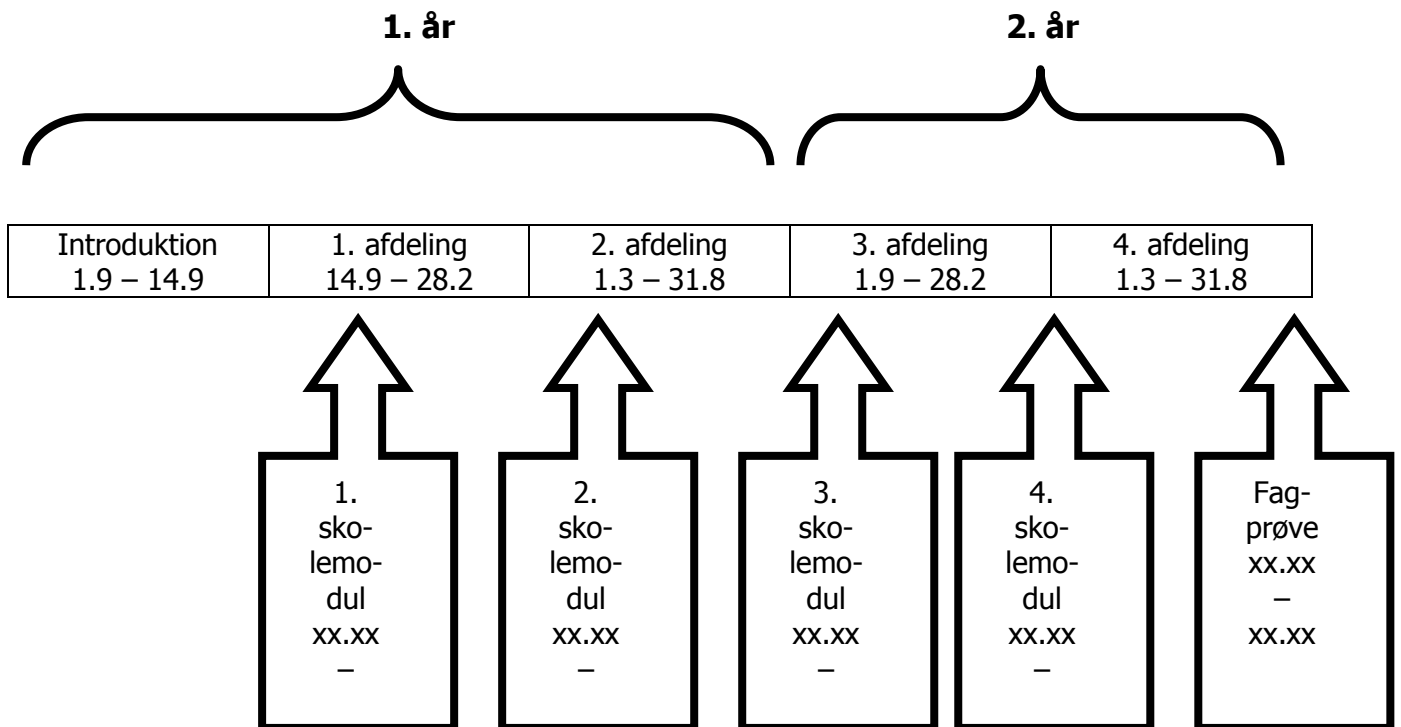 1. år
2. år
Introduktion
1.9 – 14.9
1. afdeling
14.9 – 28.2
2. afdeling
1.3 – 31.8
3. afdeling
1.9 – 28.2
4. afdeling
1.3 – 31.8
1.
sko-
lemo-
dul
xx.xx
–
2.
sko-
lemo-
dul
xx.xx
–
3.
sko-
lemo-
dul
xx.xx
–
4.
sko-
lemo-
dul
xx.xx
–
Fag-
prøve
xx.xx
–
xx.xx